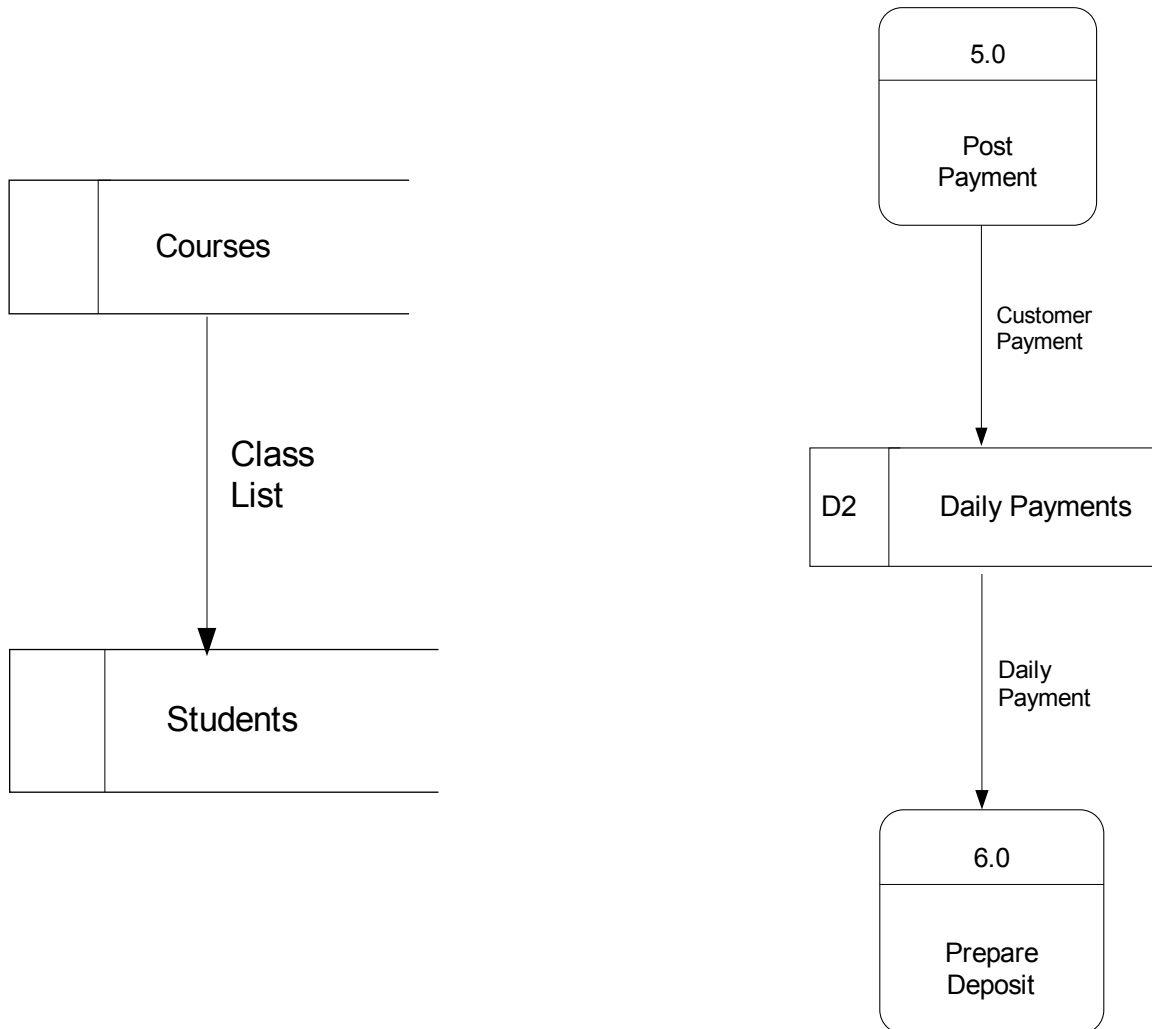 Courses
Class
List
Students
5.0
Post
Payment
Customer
Payment
D2
Daily Payments
Daily
Payment
6.0
Prepare
Deposit